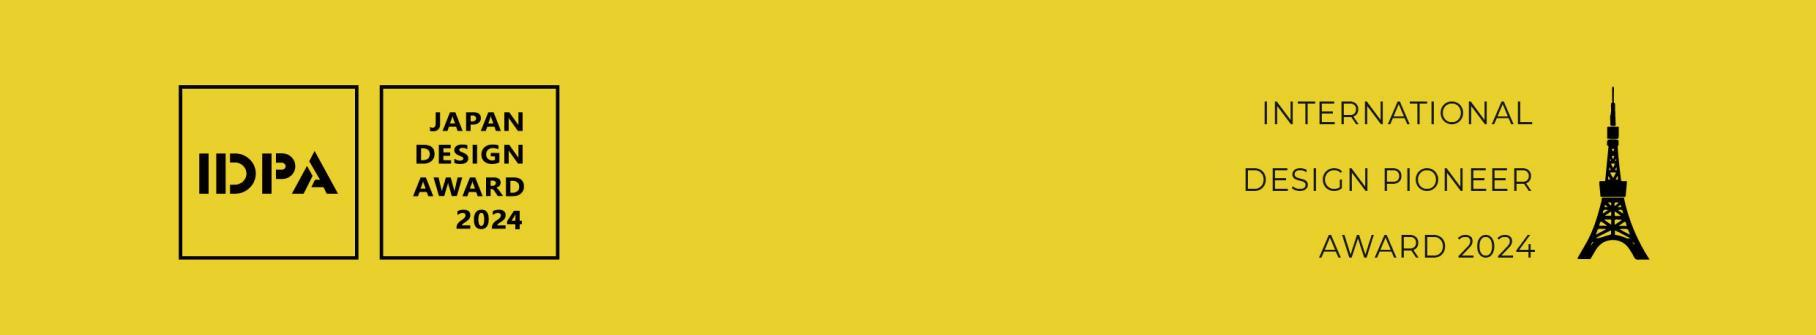 IDPA
JAPAN
DESIGN
AWARD
2024
INTERNATIONAL
DESIGN PIONEER
AWARD 2024